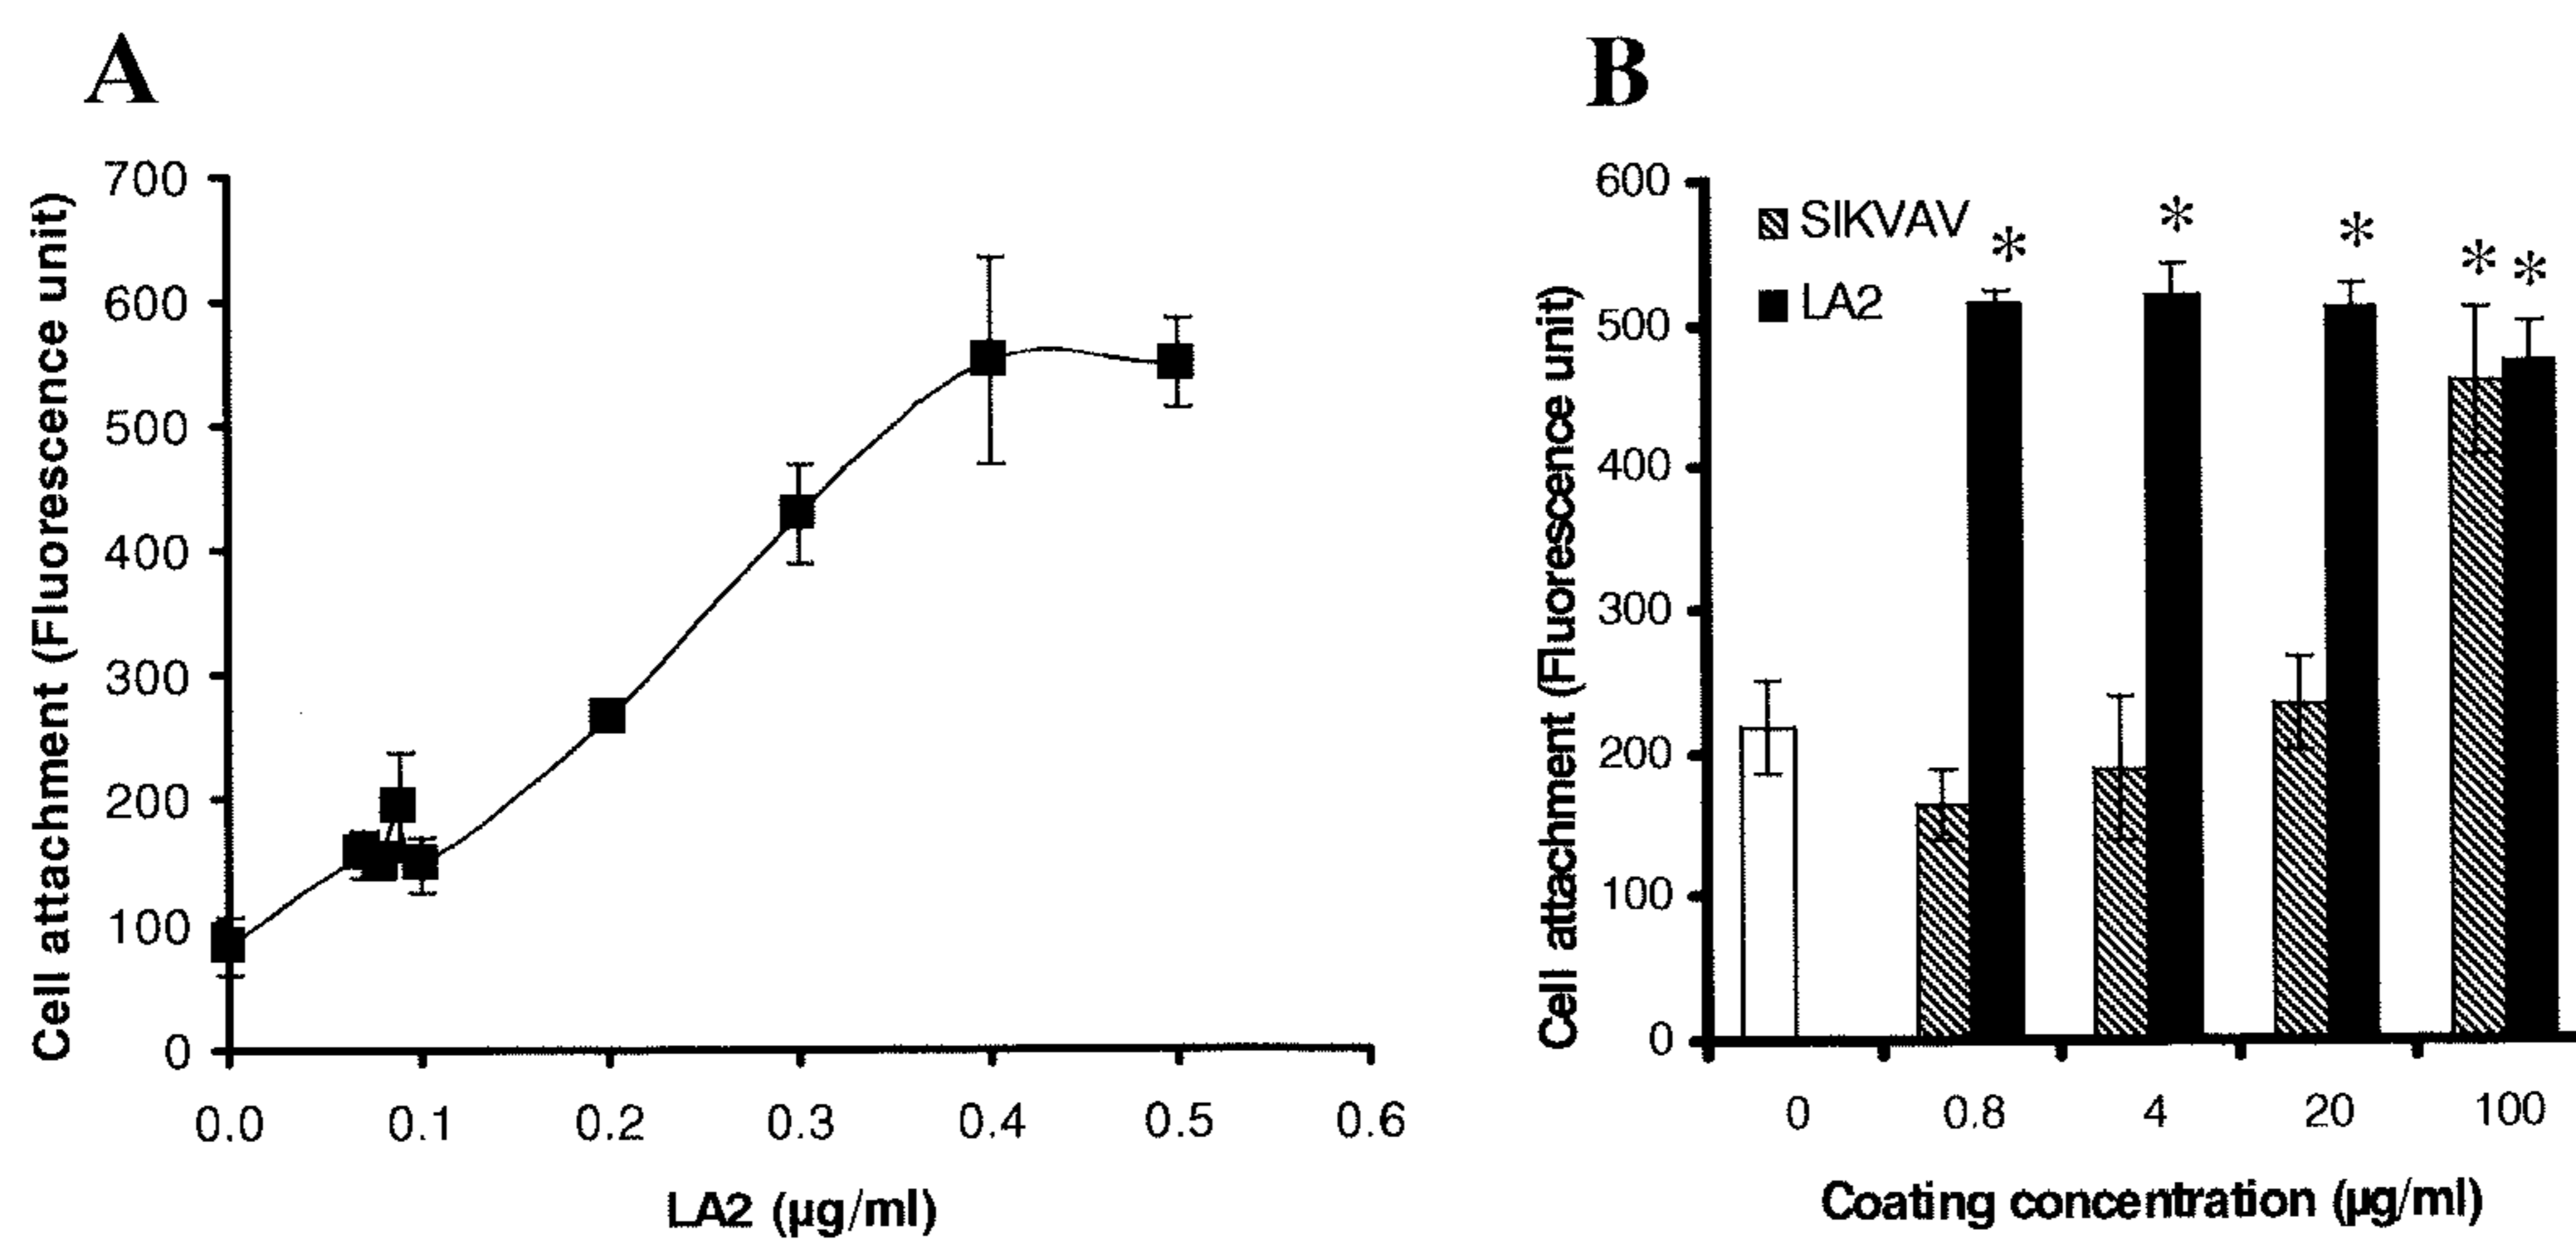 A
Cell attachment (Fluorescence unit)
700
600
500
400
300
200
100
0
0.0 0.1 0.2 0.3 0.4 0.5 0.6
LA2 (µg/ml)
B
Cell attachment (Fluorescence unit)
600
500
400
300
200
100
0
SIKVAV
LA2
*
*
*
* *
0 0.8 4 20 100
Coating concentration (µg/ml)